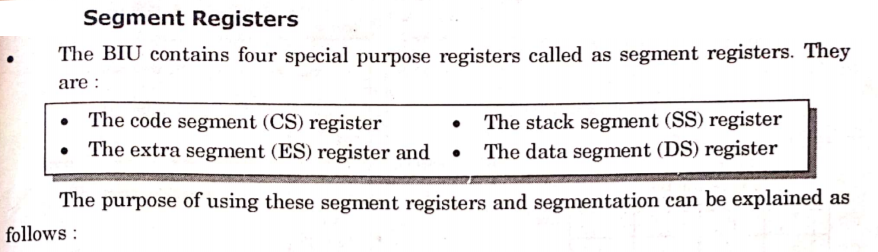 Segment Registers
• The BIU contains four special purpose registers called as segment registers. They
are :
• The code segment (CS) register • The stack segment (SS) register
• The extra segment (ES) register and • The data segment (DS) register
The purpose of using these segment registers and segmentation can be explained as
follows :